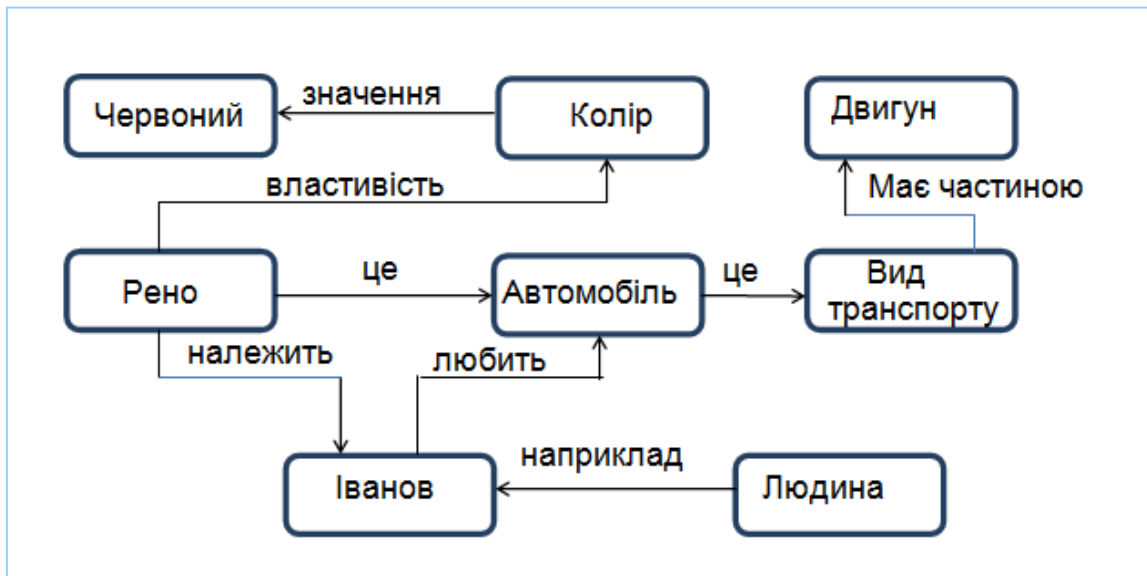 Червоний
значення
Колір
Двигун
властивість
Має частиною
Рено
це
Автомобіль
це
Вид
транспорту
належить
любить
Іванов
наприклад
Людина